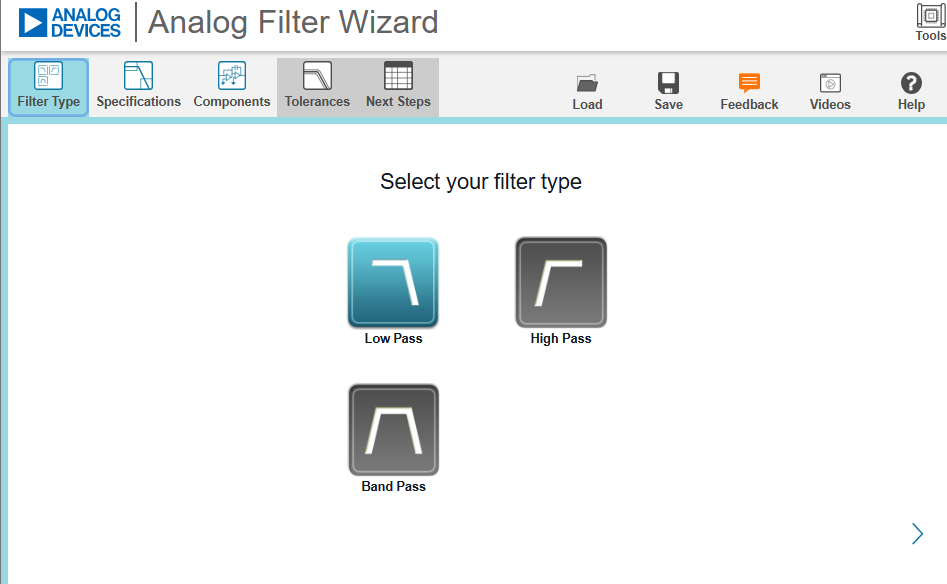 ANALOG
DEVICES
Analog Filter Wizard
Tools
Filter Type
Specifications
Components
Tolerances
Next Steps
Load
Save
Feedback
Videos
Help
Select your filter type
Low Pass
High Pass
Band Pass